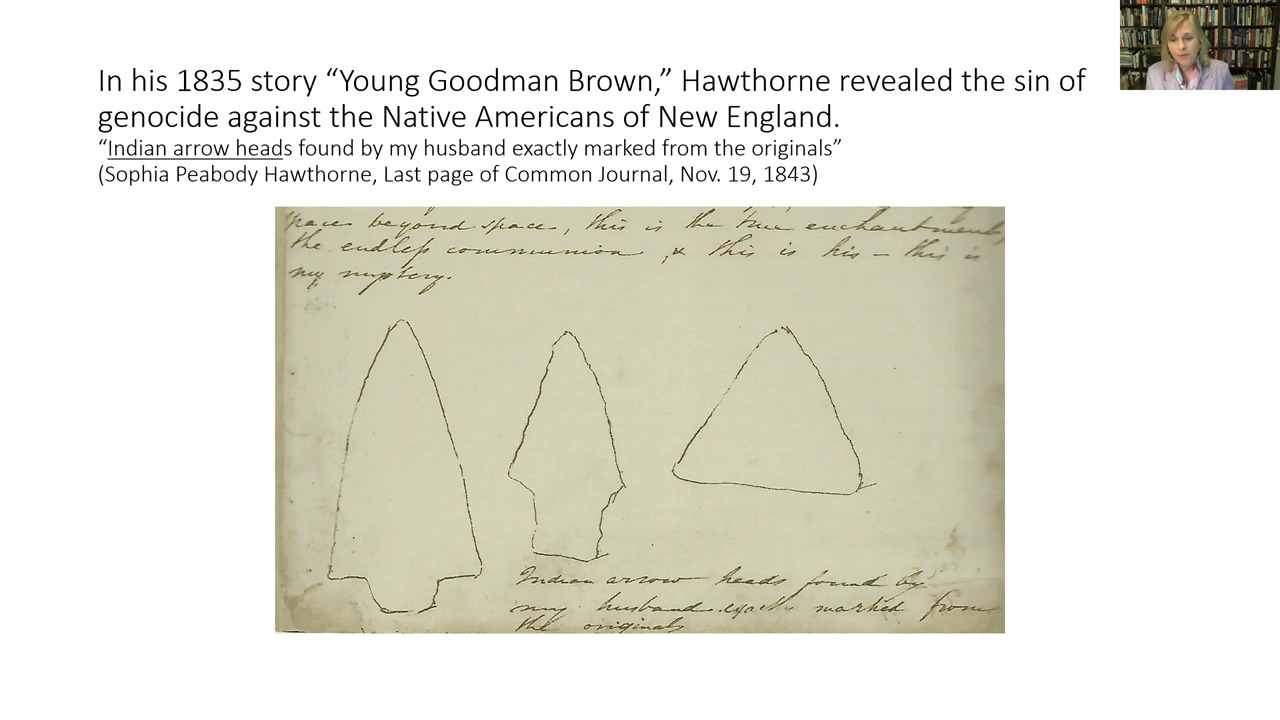 In his 1835 story “Young Goodman Brown,” Hawthorne revealed the sin of
genocide against the Native Americans of New England.
“Indian arrow heads found by my husband exactly marked from the originals”
(Sophia Peabody Hawthorne, Last page of Common Journal, Nov. 19, 1843)
beyond space, this is the true enchantment,
the endless communion, & this is his – this is
my mystery.
Indian arrow heads found by
my husband exactly marked from
the originals